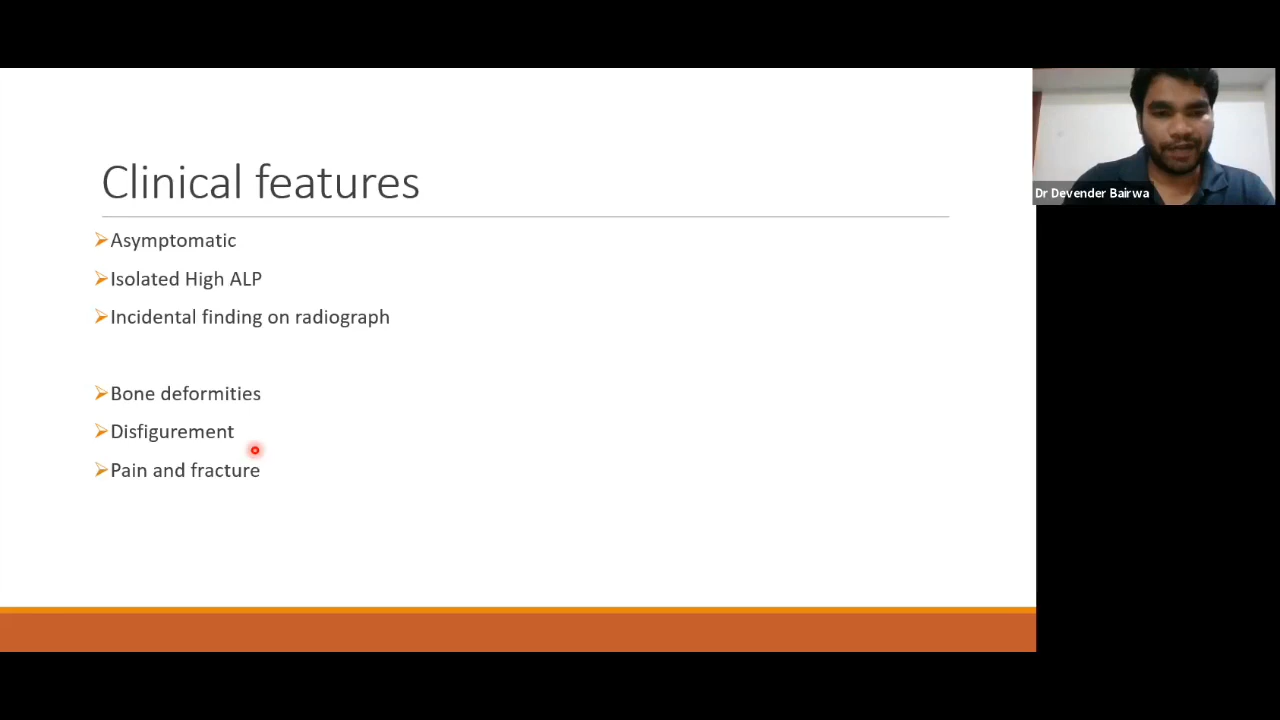 Clinical features
Asymptomatic
Isolated High ALP
Incidental finding on radiograph
Bone deformities
Disfigurement
Pain and fracture
Dr Devender Bairwa